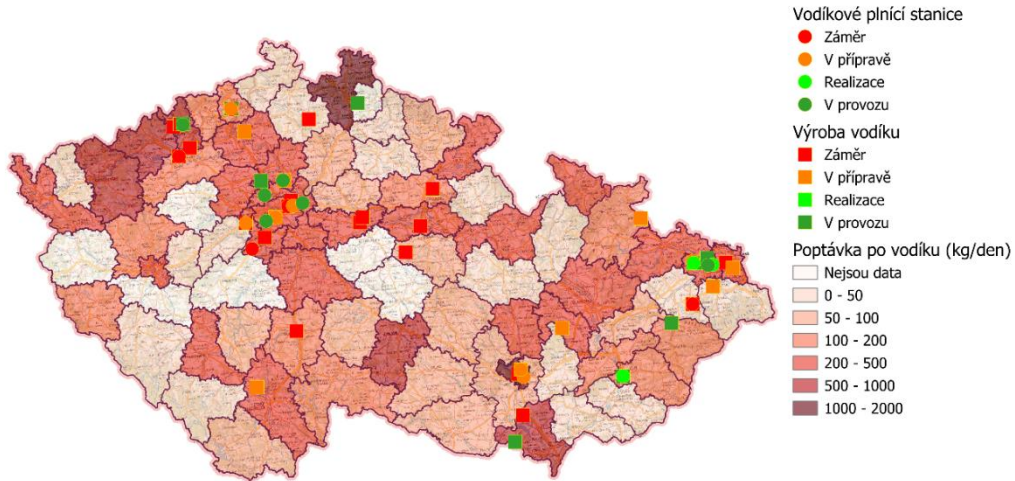 Vodíkové plnící stanice
Záměr
V přípravě
Realizace
V provozu
Výroba vodíku
Záměr
V přípravě
Realizace
V provozu
Poptávka po vodíku (kg/den)
Nejsou data
0 - 50
50 - 100
100 - 200
200 - 500
500 - 1000
1000 - 2000